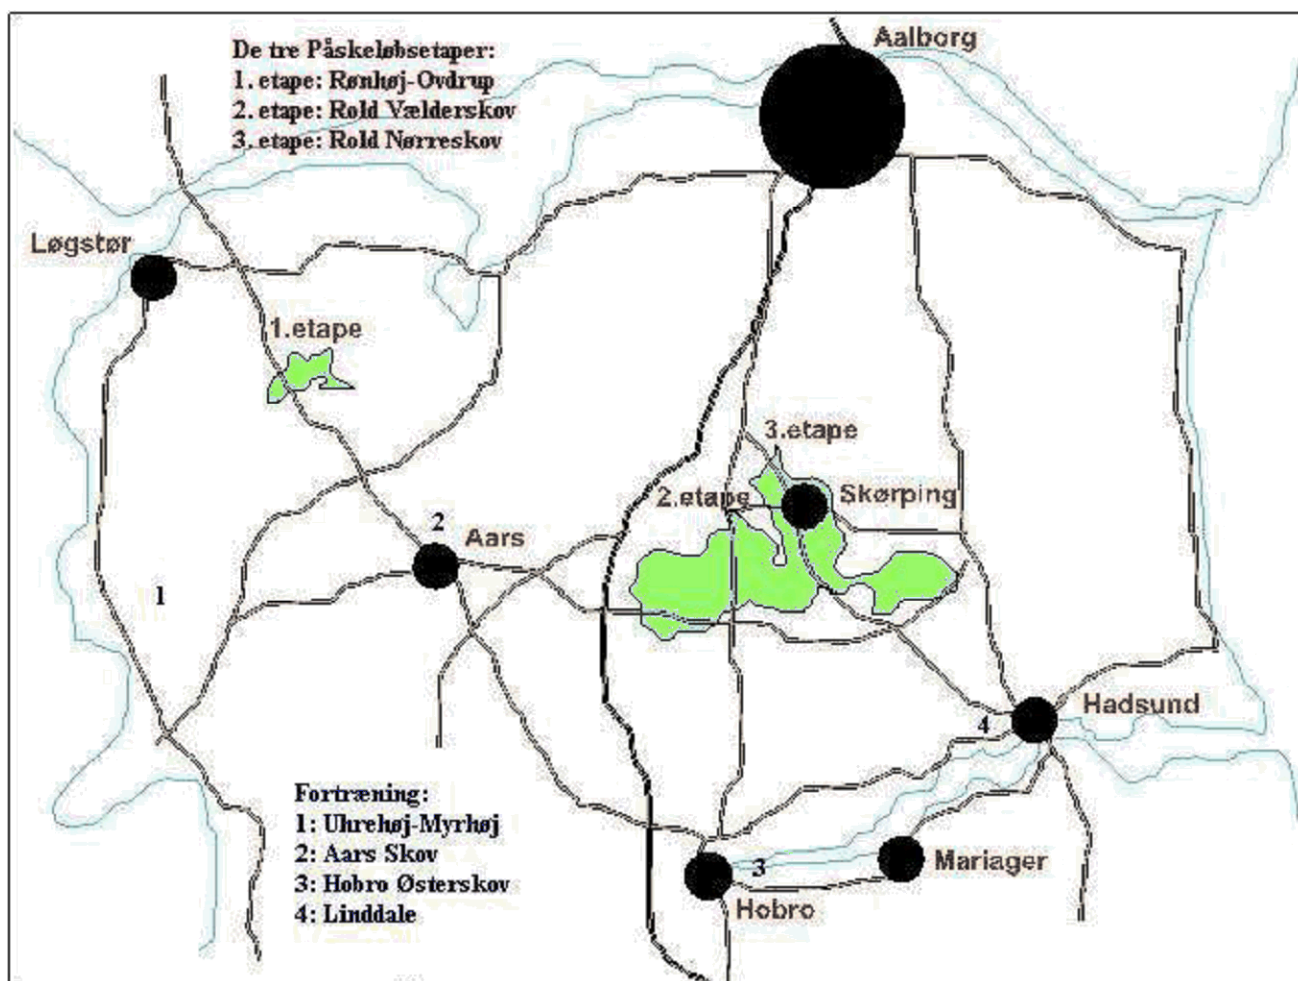 De tre Påskeløbsetaper:
1. etape: Rønhøj-Ovdrup
2. etape: Rold Vælderskov
3. etape: Rold Nørreskov
Aalborg
Løgstør
1.etape
3.etape
2.etape
Skørping
2
Aars
1
Hadsund
4
Fortræning:
1: Uhrehøj-Myrhøj
2: Aars Skov
3: Hobro Østerskov
4: Linddale
3
Mariager
Hobro